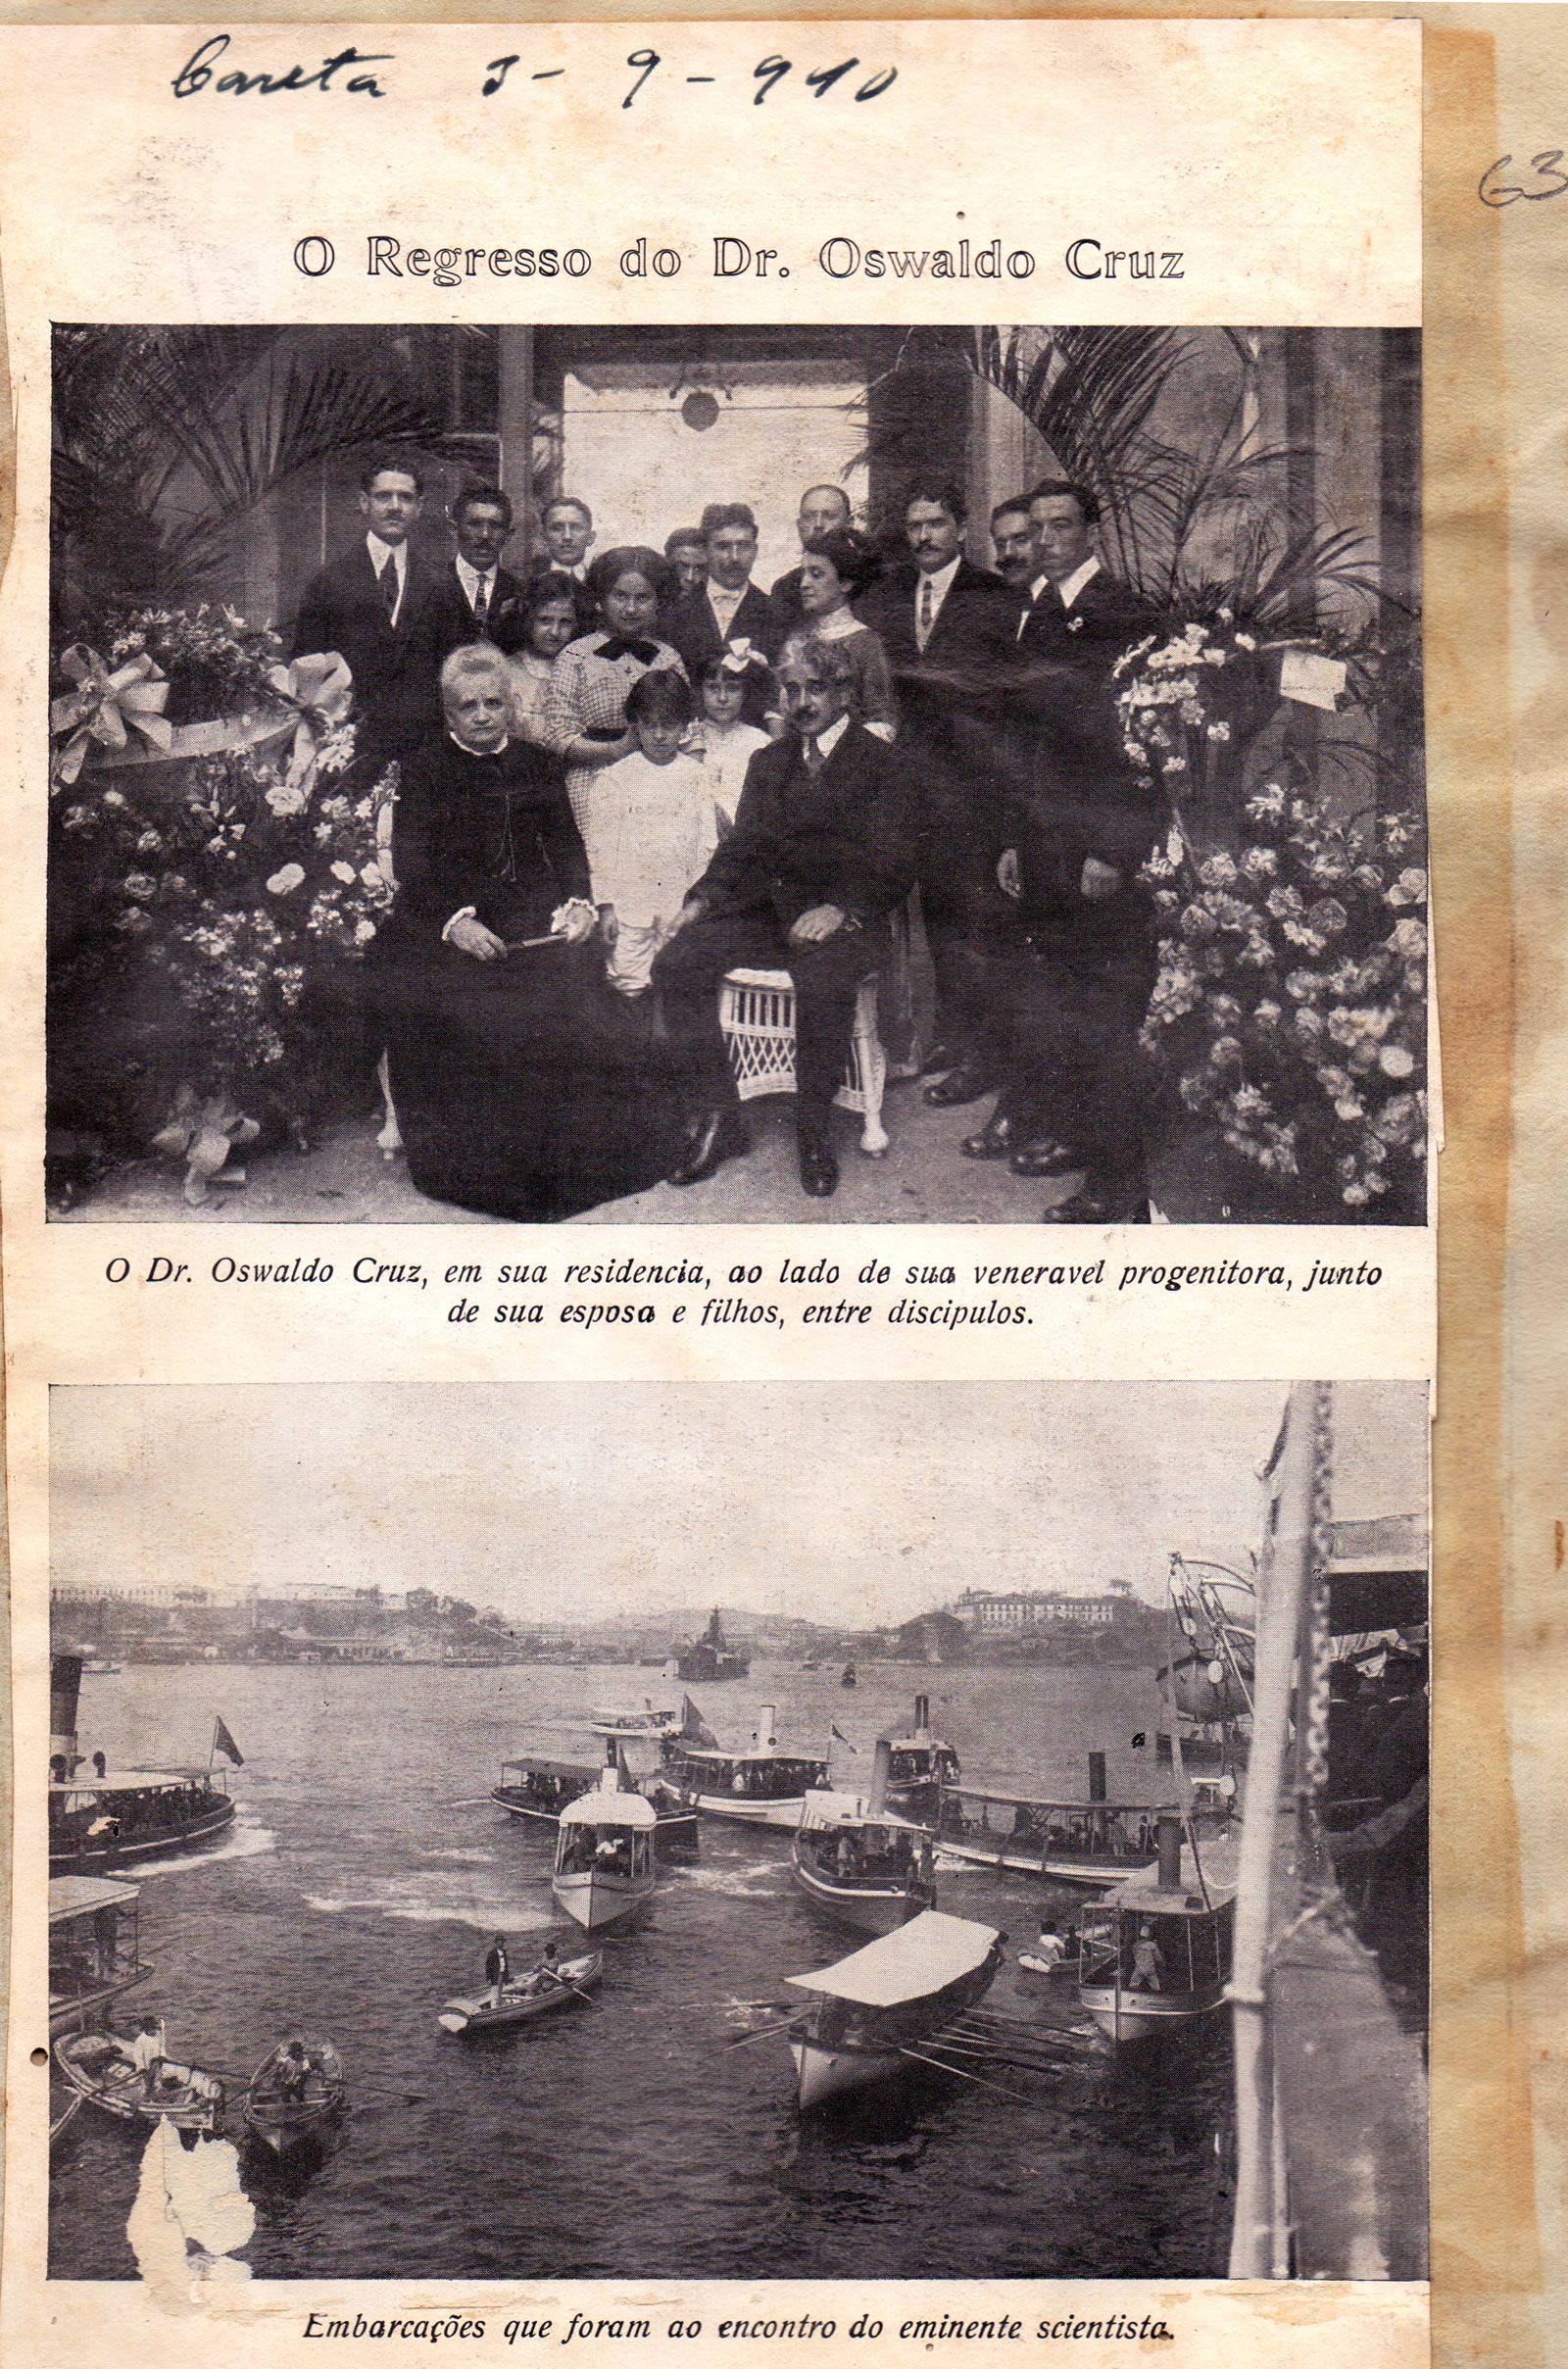 Careta 3 - 9 - 910
63
O Regresso do Dr. Oswaldo Cruz
O Dr. Oswaldo Cruz, em sua residencia, ao lado de sua veneravel progenitora, junto
de sua esposa e filhos, entre discipulos.
Embarcações que foram ao encontro do eminente scientista.